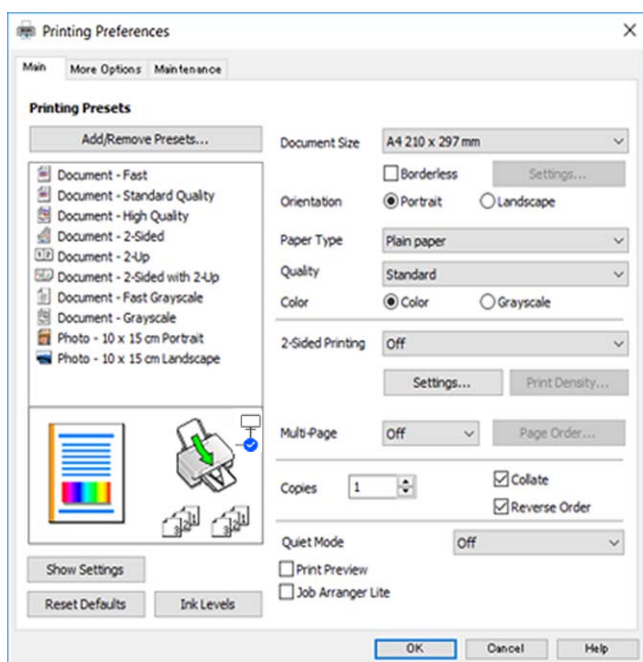 Printing Preferences
Main
More Options
Maintenance
Printing Presets
Add/Remove Presets...
Document - Fast
Document - Standard Quality
Document - High Quality
Document - 2-Sided
Document - 2-Up
Document - 2-Sided with 2-Up
Document - Fast Grayscale
Document - Grayscale
Photo - 10 x 15 cm Portrait
Photo - 10 x 15 cm Landscape
Show Settings
Reset Defaults
Ink Levels
Document Size
A4 210 x 297 mm
Borderless
Settings...
Orientation
Portrait
Landscape
Paper Type
Plain paper
Quality
Standard
Color
Color
Grayscale
2-Sided Printing
Off
Settings...
Print Density...
Multi-Page
Off
Page Order...
Copies
1
Collate
Reverse Order
Quiet Mode
Off
Print Preview
Job Arranger Lite
OK
Cancel
Help